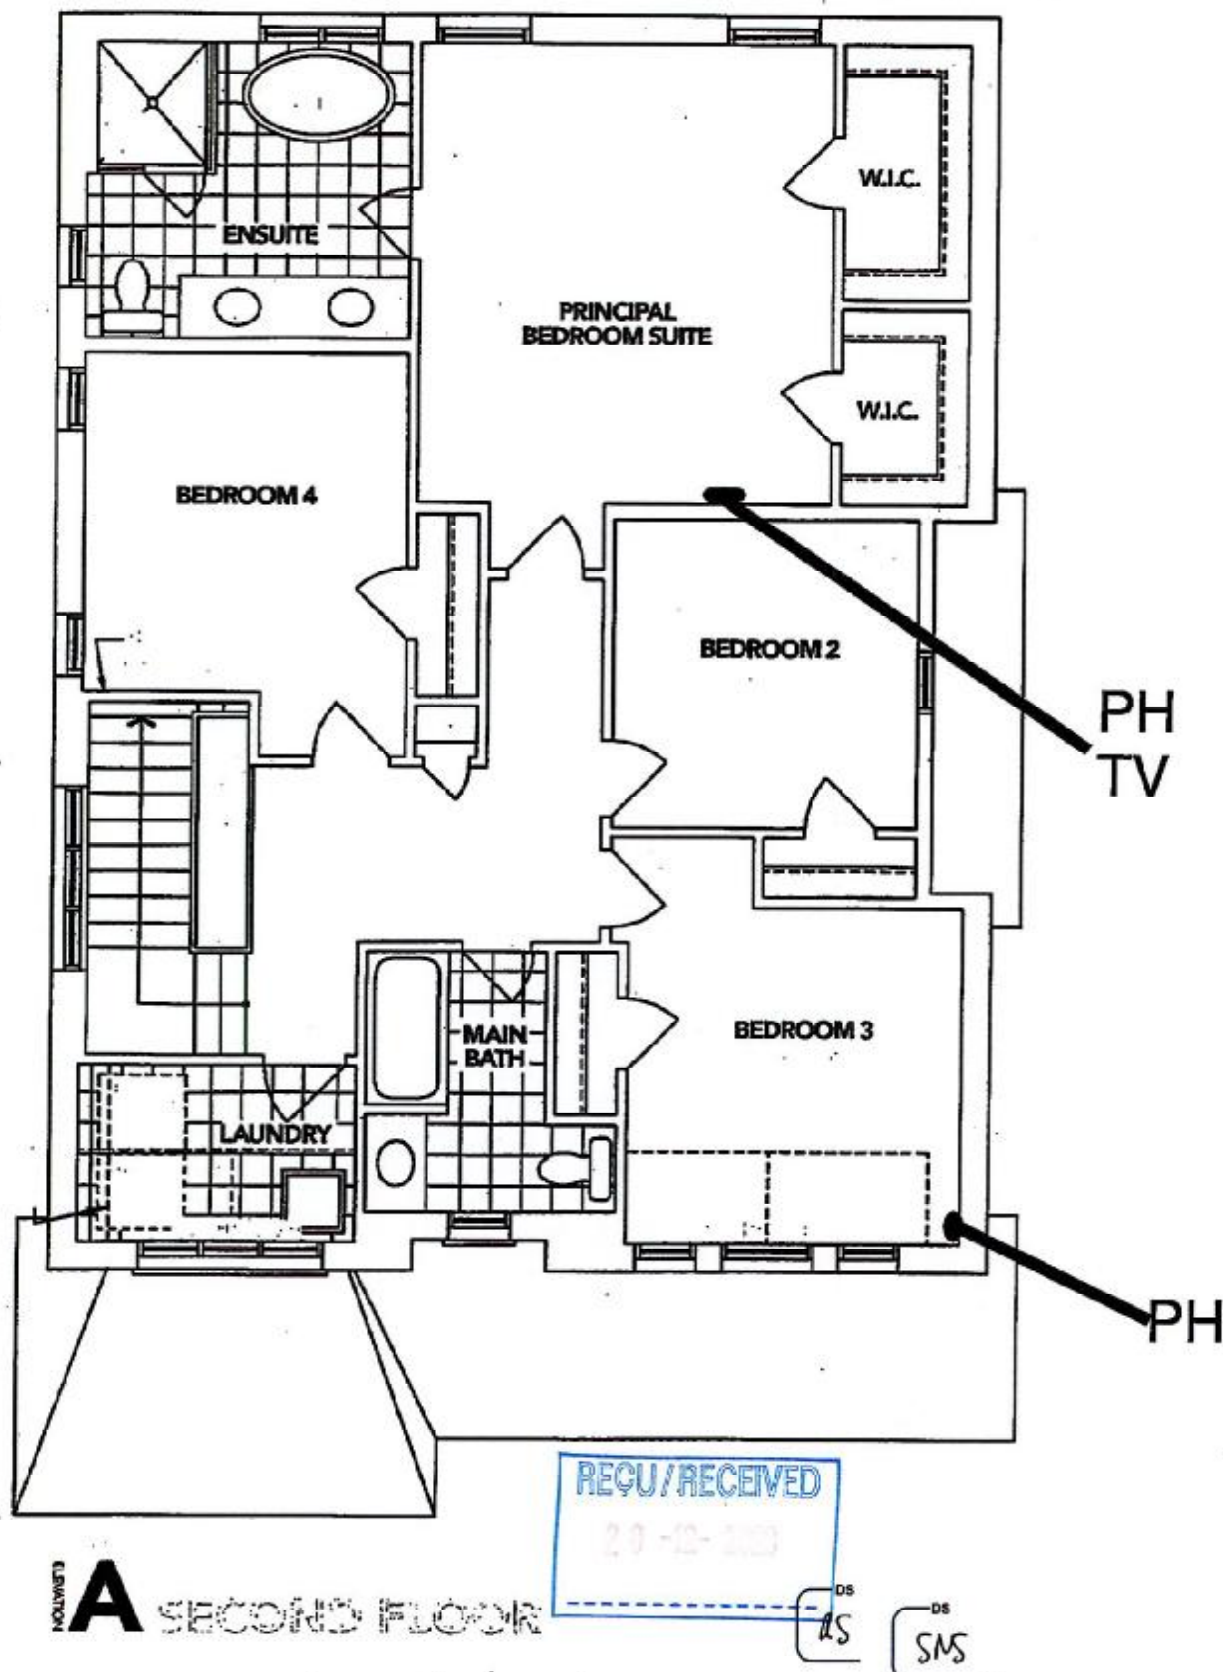 W.I.C.
ENSUITE
PRINCIPAL
BEDROOM SUITE
W.I.C.
BEDROOM 4
BEDROOM 2
PH
TV
MAIN
BATH
BEDROOM 3
LAUNDRY
PH
REÇU/RECEIVED
ELEVATION
A SECOND FLOOR
DS
DS
SNS